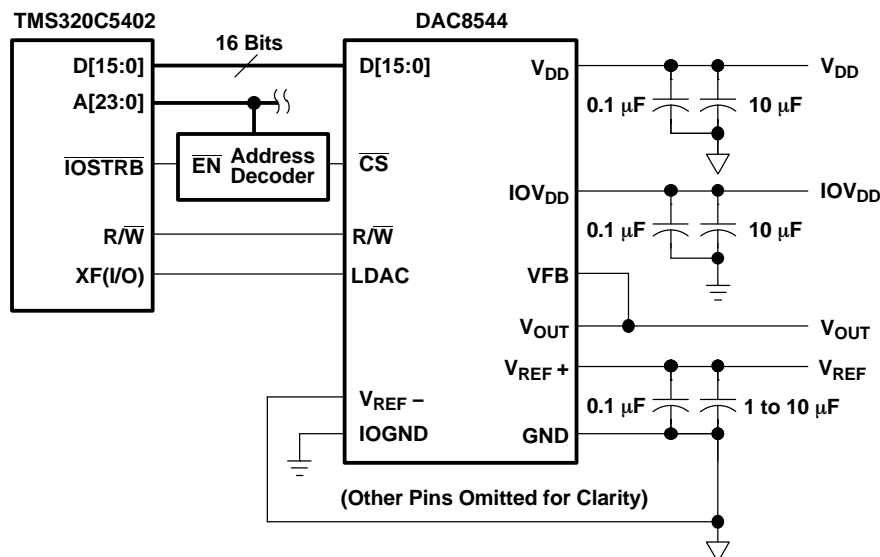 TMS320C5402
DAC8544
16 Bits
D[15:0]
D[15:0]
VDD
VDD
A[23:0]
0.1 µF
10 µF
IOSTRB
EN Address
Decoder
CS
IOVDD
IOVDD
R/W
R/W
0.1 µF
10 µF
XF(I/O)
LDAC
VFB
VOUT
VOUT
VREF +
VREF
VREF –
0.1 µF
1 to 10 µF
IOGND
GND
(Other Pins Omitted for Clarity)